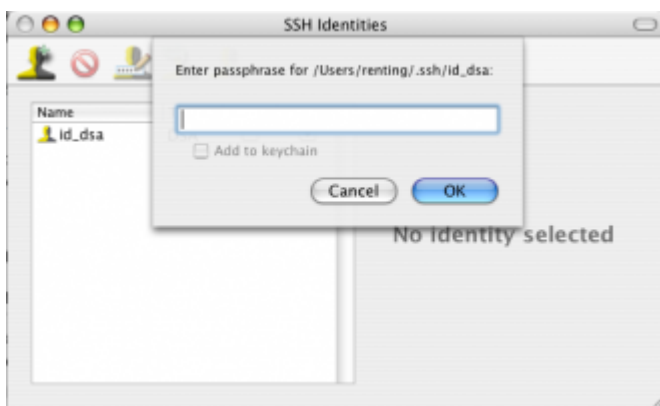 SSH Identities
Enter passphrase for /Users/renting/.ssh/id_dsa:
Name
id_dsa
Add to keychain
Cancel OK
No identity selected